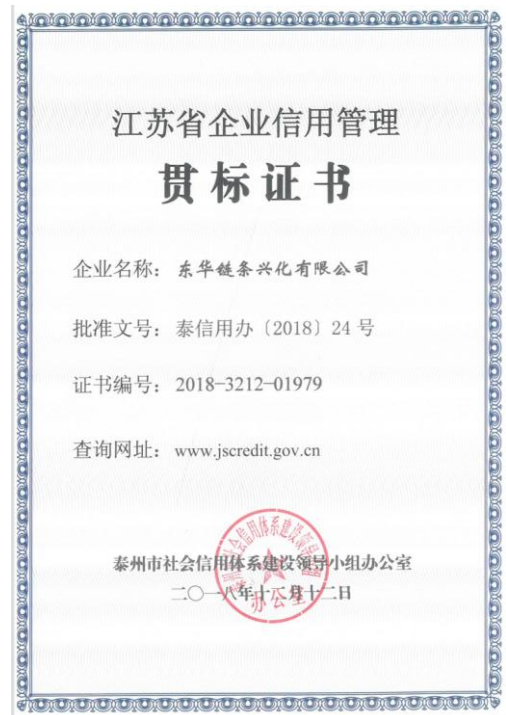 江苏省企业信用管理
贯标证书
企业名称：东华链条兴化有限公司
批准文号：泰信用办〔2018〕24号
证书编号：2018-3212-01979
查询网址：www.jscredit.gov.cn
泰州市社会信用体系建设领导小组办公室
二〇一八年十二月十二日
办公室